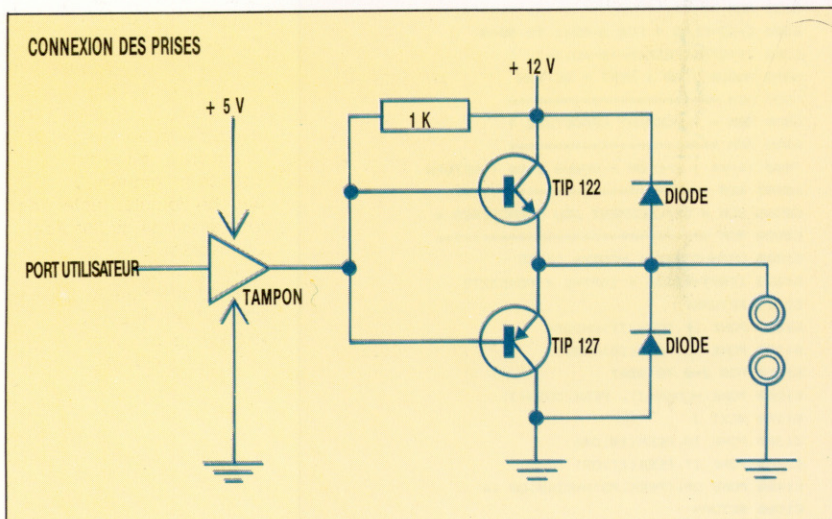 CONNEXION DES PRISES
+ 12 V
+ 5 V
1 K
TIP 122
DIODE
PORT UTILISATEUR
TAMPON
TIP 127
DIODE